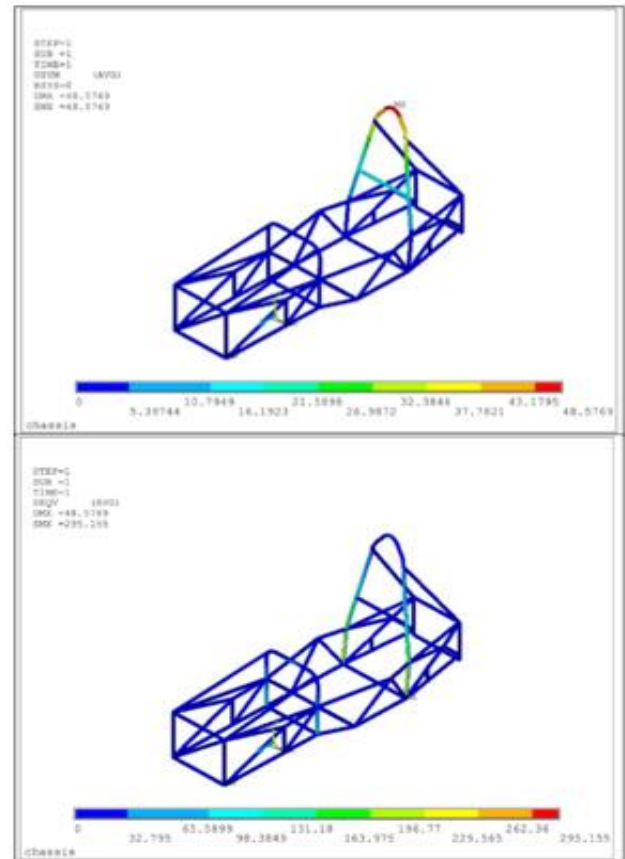 STEP=1
SUB =1
TIME=1
USUM (AVG)
RSYS=0
DMX =48.5769
SMX =48.5769
0
5.39744
10.7949
16.1923
21.5898
26.9872
32.3846
37.7821
43.1795
48.5769
chassis
STEP=1
SUB =1
TIME=1
SEQV (AVG)
DMX =48.5769
SMX =295.155
0
32.795
65.5899
98.3849
131.18
163.975
196.77
229.565
262.36
295.155
chassis